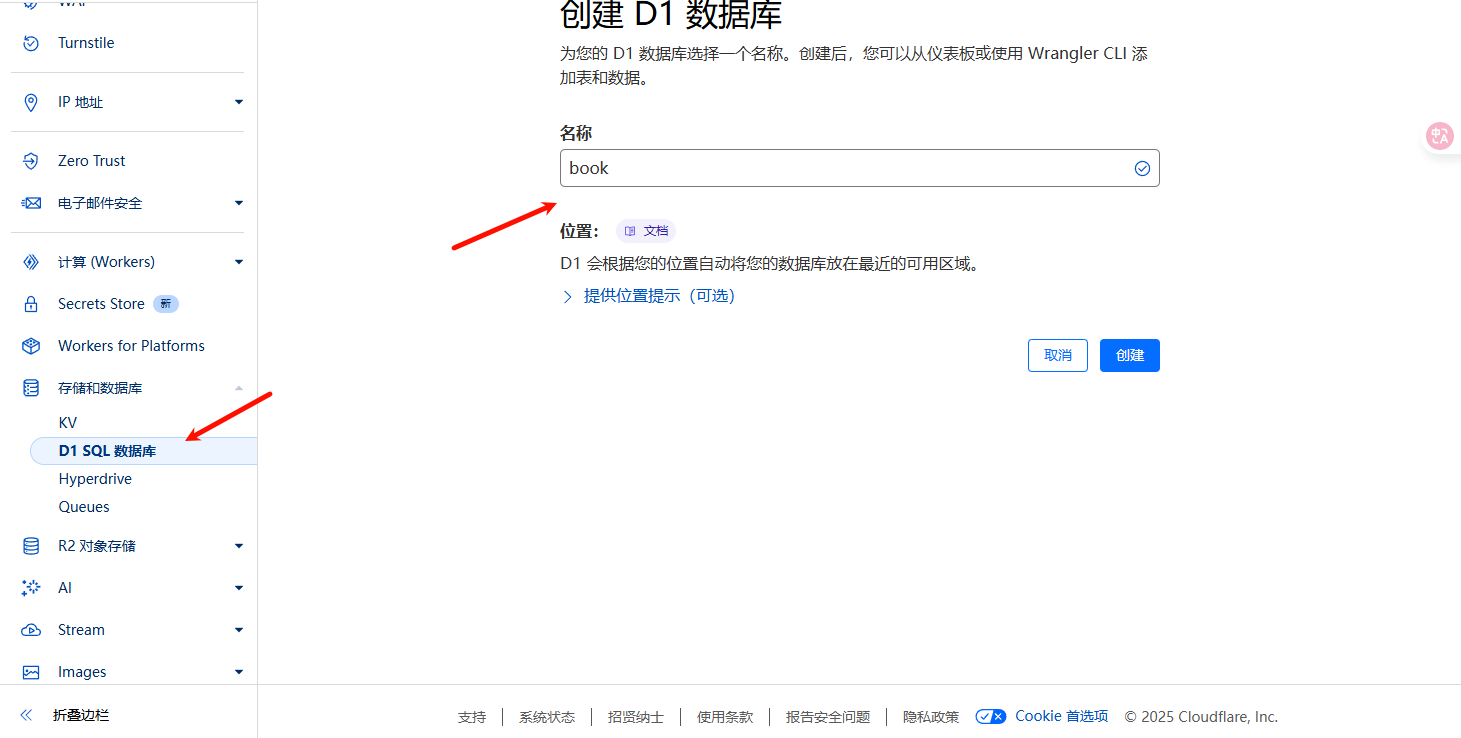 WAF
Turnstile
IP 地址
Zero Trust
电子邮件安全
计算 (Workers)
Secrets Store 新
Workers for Platforms
存储和数据库
KV
D1 SQL 数据库
Hyperdrive
Queues
R2 对象存储
AI
Stream
Images
折叠边栏
创建 D1 数据库
为您的 D1 数据库选择一个名称。创建后，您可以从仪表板或使用 Wrangler CLI 添
加表和数据。
名称
book
位置： 文档
D1 会根据您的位置自动将您的数据库放在最近的可用区域。
提供位置提示（可选）
取消 创建
中 A
支持 系统状态 招贤纳士 使用条款 报告安全问题 隐私政策 Cookie 首选项 © 2025 Cloudflare, Inc.